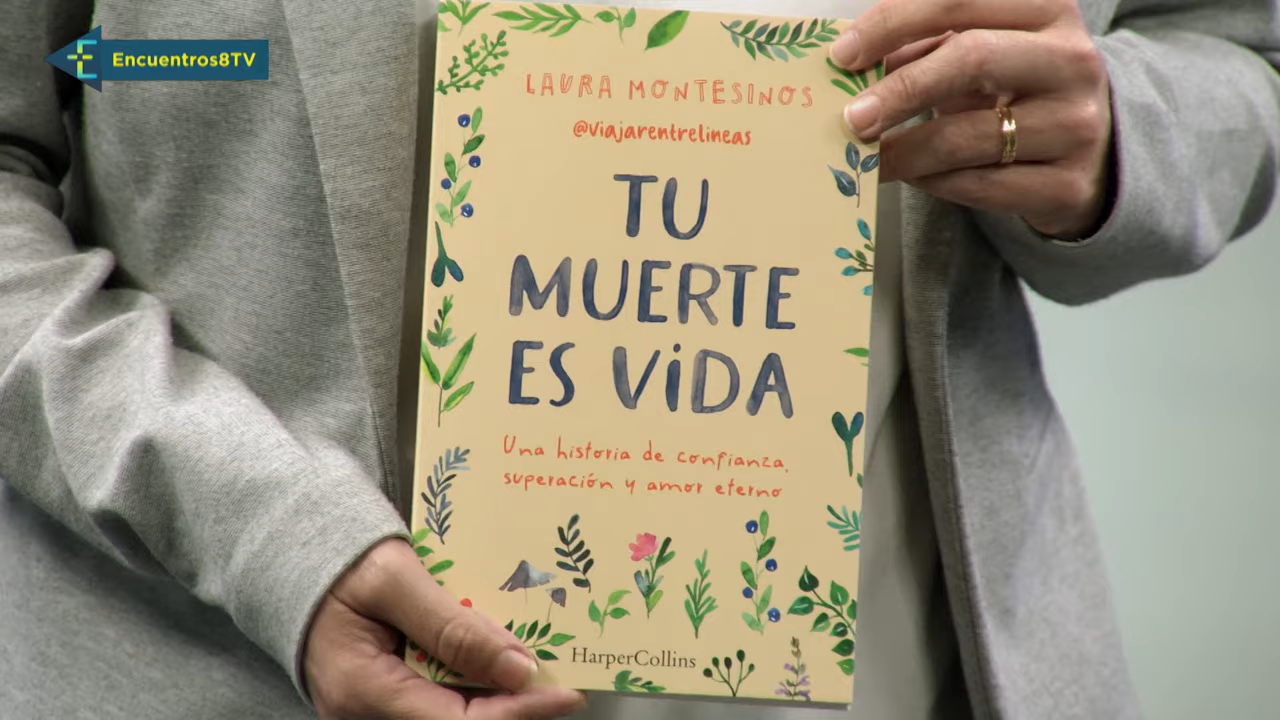 Encuentros8TV
LAURA MONTESINOS
@viajarentrelineas
TU
MUERTE
ES ViDA
Una historia de confianza,
superación y amor eterno
HarperCollins